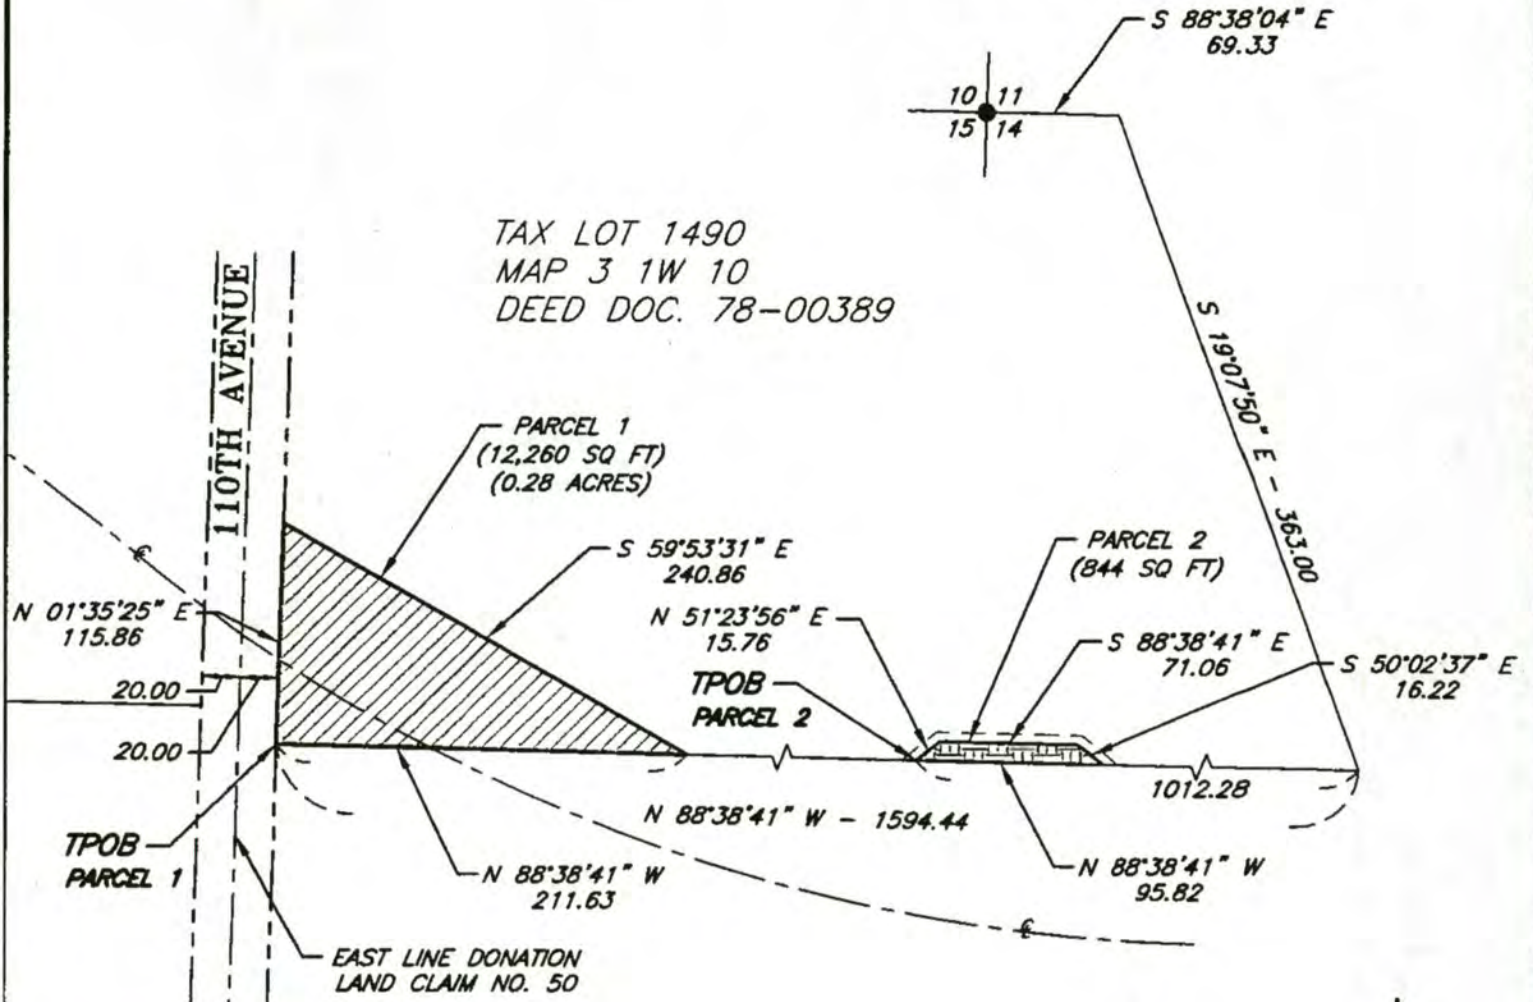 S 88°38'04" E
69.33
10 11
15 14
TAX LOT 1490
MAP 3 1W 10
DEED DOC. 78-00389
110TH AVENUE
S 19°07'50" E - 363.00
PARCEL 1
(12,260 SQ FT)
(0.28 ACRES)
S 59°53'31" E
240.86
PARCEL 2
(844 SQ FT)
N 01°35'25" E
115.86
N 51°23'56" E
15.76
S 88°38'41" E
71.06
S 50°02'37" E
16.22
20.00
TPOB
PARCEL 2
20.00
1012.28
N 88°38'41" W - 1594.44
TPOB
PARCEL 1
N 88°38'41" W
211.63
N 88°38'41" W
95.82
EAST LINE DONATION
LAND CLAIM NO. 50